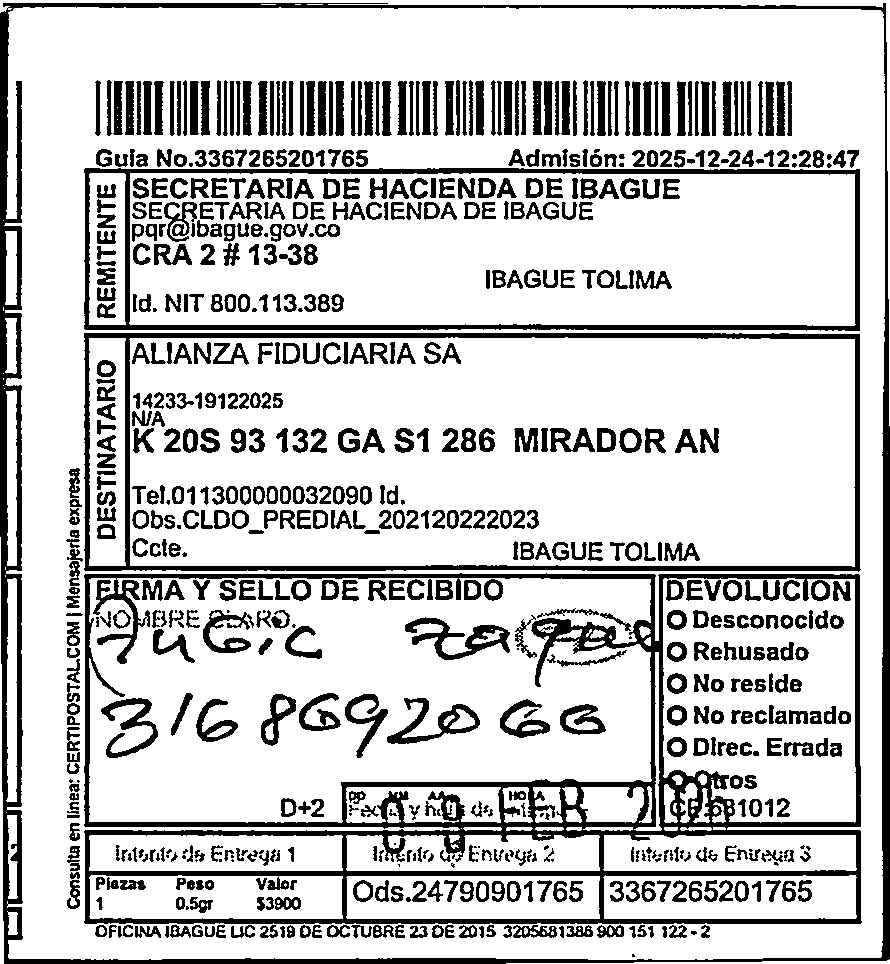 Guia No.3367265201765 Admisión: 2025-12-24-12:28:47
REMITENTE
SECRETARIA DE HACIENDA DE IBAGUE
SECRETARIA DE HACIENDA DE IBAGUE
pqr@ibague.gov.co
CRA 2 # 13-38
IBAGUE TOLIMA
Id. NIT 800.113.389
DESTINATARIO
ALIANZA FIDUCIARIA SA
14233-19122025
N/A
K 20S 93 132 GA S1 286 MIRADOR AN
Tel.011300000032090 Id.
Obs.CLDO_PREDIAL_202120222023
Ccte. IBAGUE TOLIMA
Consulta en linea: CERTIPOSTAL.COM | Mensajeria expresa
FIRMA Y SELLO DE RECIBIDO
NOMBRE CLARO.
3168692066
DEVOLUCION
Desconocido
Rehusado
No reside
No reclamado
Direc. Errada
Otros
D+2
DD MM AA HORA
FEB
Intento de Entrega 1 Intento de Entrega 2 Intento de Entrega 3
Piezas Peso Valor
1 0.5gr $3900
Ods.24790901765 3367265201765
OFICINA IBAGUE LIC 2519 DE OCTUBRE 23 DE 2015 3205681386 900 151 122 - 2